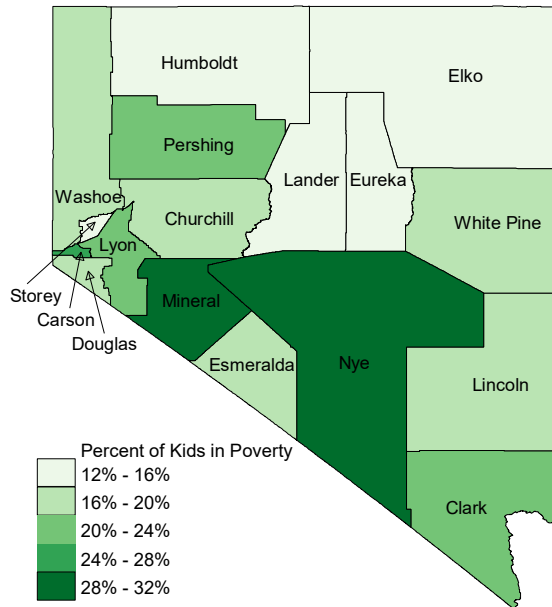 Humboldt
Elko
Pershing
Lander
Eureka
Washoe
Churchill
White Pine
Lyon
Storey
Carson
Douglas
Mineral
Esmeralda
Nye
Lincoln
Clark
Percent of Kids in Poverty
12% - 16%
16% - 20%
20% - 24%
24% - 28%
28% - 32%